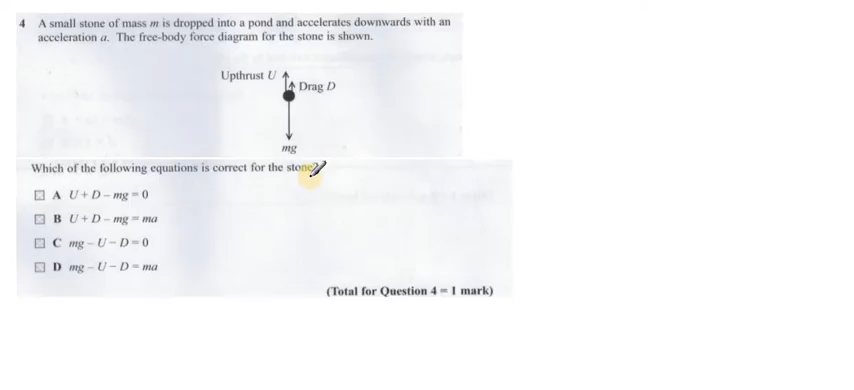 4 A small stone of mass m is dropped into a pond and accelerates downwards with an
acceleration a. The free-body force diagram for the stone is shown.
Upthrust U
Drag D
mg
Which of the following equations is correct for the stone?
A U + D – mg = 0
B U + D – mg = ma
C mg – U – D = 0
D mg – U – D = ma
(Total for Question 4 = 1 mark)